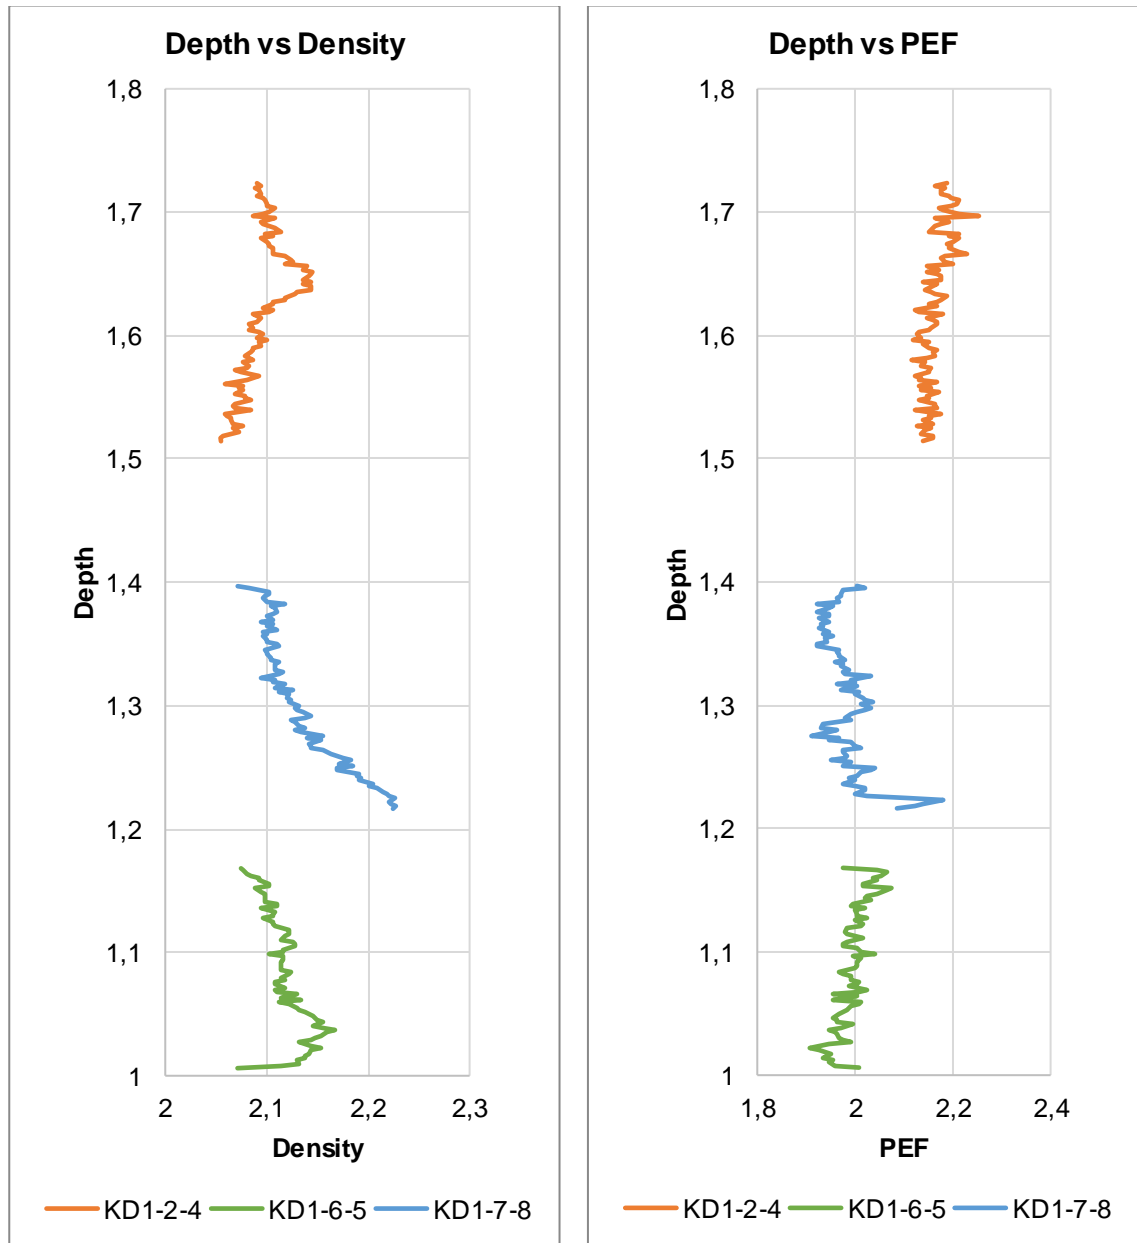 Depth vs Density
1,8
1,7
1,6
1,5
1,4
1,3
1,2
1,1
1
Depth
2 2,1 2,2 2,3
Density
KD1-2-4 KD1-6-5 KD1-7-8
Depth vs PEF
1,8
1,7
1,6
1,5
1,4
1,3
1,2
1,1
1
Depth
1,8 2 2,2 2,4
PEF
KD1-2-4 KD1-6-5 KD1-7-8